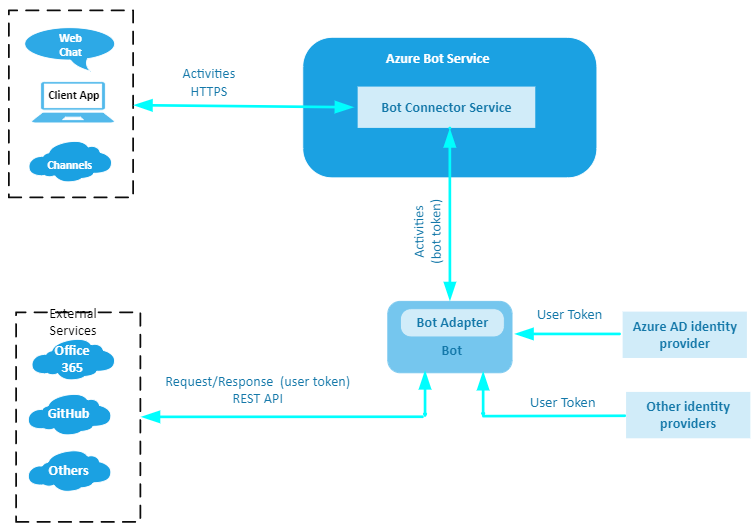 Web
Chat
Client App
Channels
Activities
HTTPS
Azure Bot Service
Bot Connector Service
Activities
(bot token)
External
Services
Office
365
GitHub
Others
Request/Response (user token)
REST API
Bot Adapter
Bot
User Token
Azure AD identity
provider
User Token
Other identity
providers